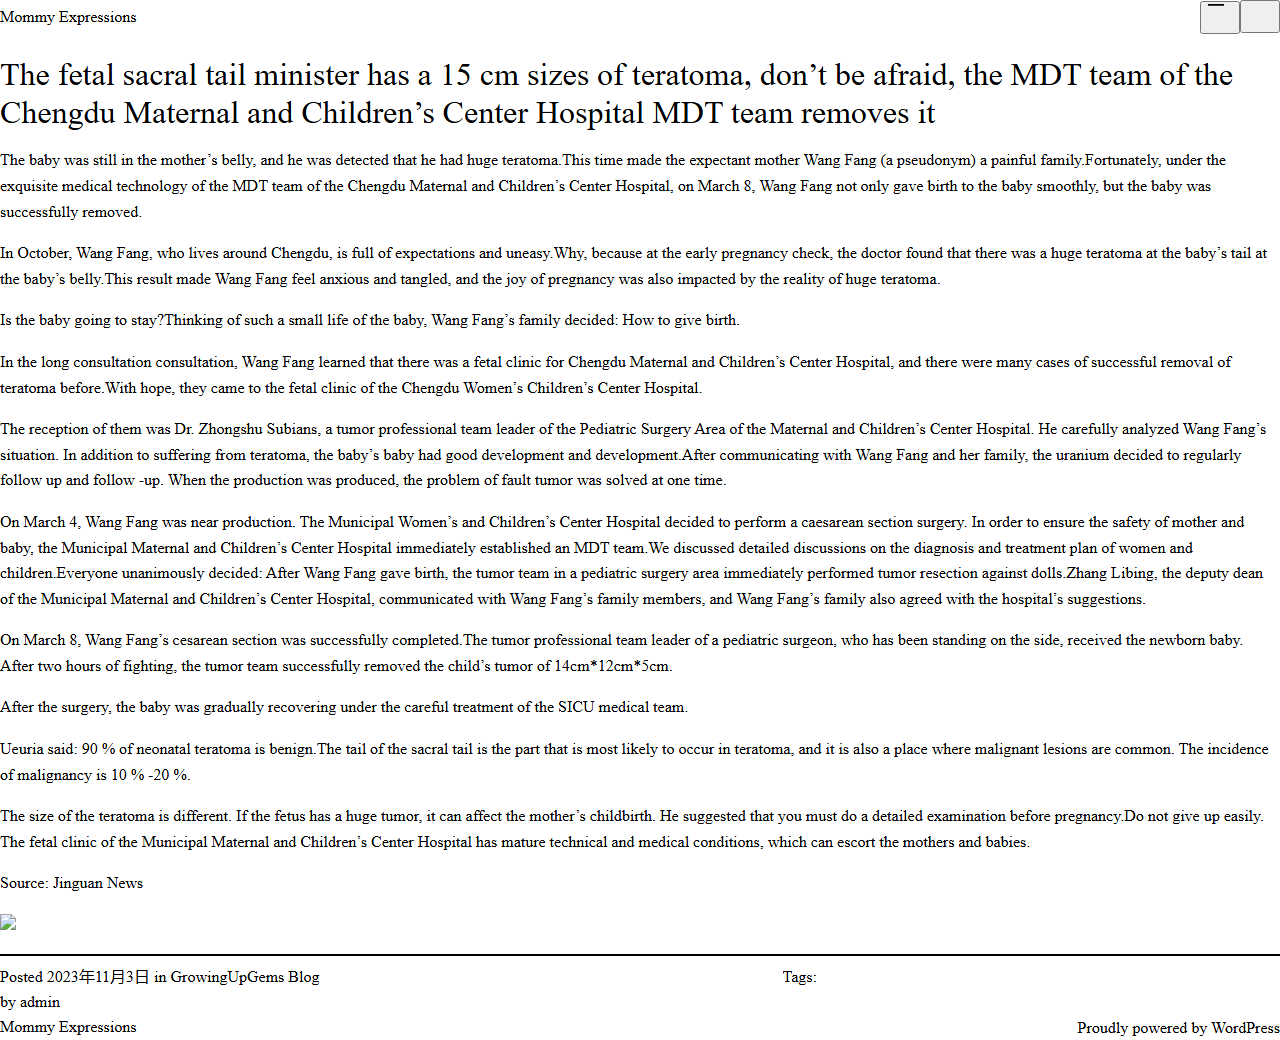 Mommy Expressions
The fetal sacral tail minister has a 15 cm sizes of teratoma, don’t be afraid, the MDT team of the
Chengdu Maternal and Children’s Center Hospital MDT team removes it
The baby was still in the mother’s belly, and he was detected that he had huge teratoma.This time made the expectant mother Wang Fang (a pseudonym) a painful family.Fortunately, under the
exquisite medical technology of the MDT team of the Chengdu Maternal and Children’s Center Hospital, on March 8, Wang Fang not only gave birth to the baby smoothly, but the baby was
successfully removed.
In October, Wang Fang, who lives around Chengdu, is full of expectations and uneasy.Why, because at the early pregnancy check, the doctor found that there was a huge teratoma at the baby’s tail at
the baby’s belly.This result made Wang Fang feel anxious and tangled, and the joy of pregnancy was also impacted by the reality of huge teratoma.
Is the baby going to stay?Thinking of such a small life of the baby, Wang Fang’s family decided: How to give birth.
In the long consultation consultation, Wang Fang learned that there was a fetal clinic for Chengdu Maternal and Children’s Center Hospital, and there were many cases of successful removal of
teratoma before.With hope, they came to the fetal clinic of the Chengdu Women’s Children’s Center Hospital.
The reception of them was Dr. Zhongshu Subians, a tumor professional team leader of the Pediatric Surgery Area of the Maternal and Children’s Center Hospital. He carefully analyzed Wang Fang’s
situation. In addition to suffering from teratoma, the baby’s baby had good development and development.After communicating with Wang Fang and her family, the uranium decided to regularly
follow up and follow -up. When the production was produced, the problem of fault tumor was solved at one time.
On March 4, Wang Fang was near production. The Municipal Women’s and Children’s Center Hospital decided to perform a caesarean section surgery. In order to ensure the safety of mother and
baby, the Municipal Maternal and Children’s Center Hospital immediately established an MDT team.We discussed detailed discussions on the diagnosis and treatment plan of women and
children.Everyone unanimously decided: After Wang Fang gave birth, the tumor team in a pediatric surgery area immediately performed tumor resection against dolls.Zhang Libing, the deputy dean
of the Municipal Maternal and Children’s Center Hospital, communicated with Wang Fang’s family members, and Wang Fang’s family also agreed with the hospital’s suggestions.
On March 8, Wang Fang’s cesarean section was successfully completed.The tumor professional team leader of a pediatric surgeon, who has been standing on the side, received the newborn baby.
After two hours of fighting, the tumor team successfully removed the child’s tumor of 14cm*12cm*5cm.
After the surgery, the baby was gradually recovering under the careful treatment of the SICU medical team.
Ueuria said: 90 % of neonatal teratoma is benign.The tail of the sacral tail is the part that is most likely to occur in teratoma, and it is also a place where malignant lesions are common. The incidence
of malignancy is 10 % -20 %.
The size of the teratoma is different. If the fetus has a huge tumor, it can affect the mother’s childbirth. He suggested that you must do a detailed examination before pregnancy.Do not give up easily.
The fetal clinic of the Municipal Maternal and Children’s Center Hospital has mature technical and medical conditions, which can escort the mothers and babies.
Source: Jinguan News
Posted 2023年11月3日 in GrowingUpGems Blog
by admin
Tags:
Mommy Expressions
Proudly powered by WordPress